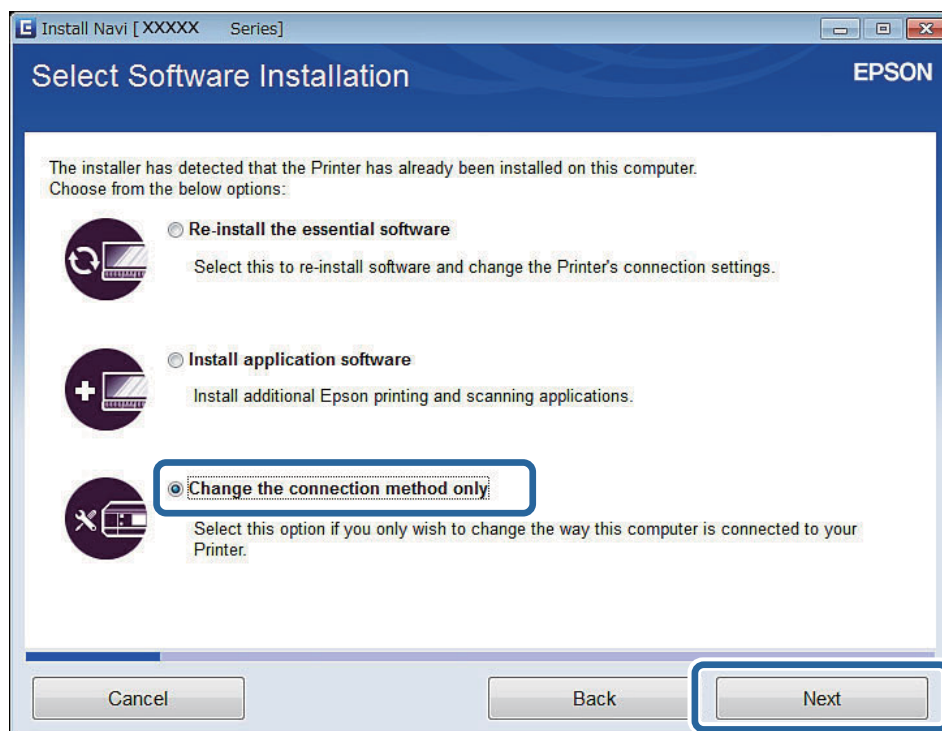 Install Navi [ XXXXX Series]
Select Software Installation
EPSON
The installer has detected that the Printer has already been installed on this computer.
Choose from the below options:
Re-install the essential software
Select this to re-install software and change the Printer's connection settings.
Install application software
Install additional Epson printing and scanning applications.
Change the connection method only
Select this option if you only wish to change the way this computer is connected to your
Printer.
Cancel
Back
Next